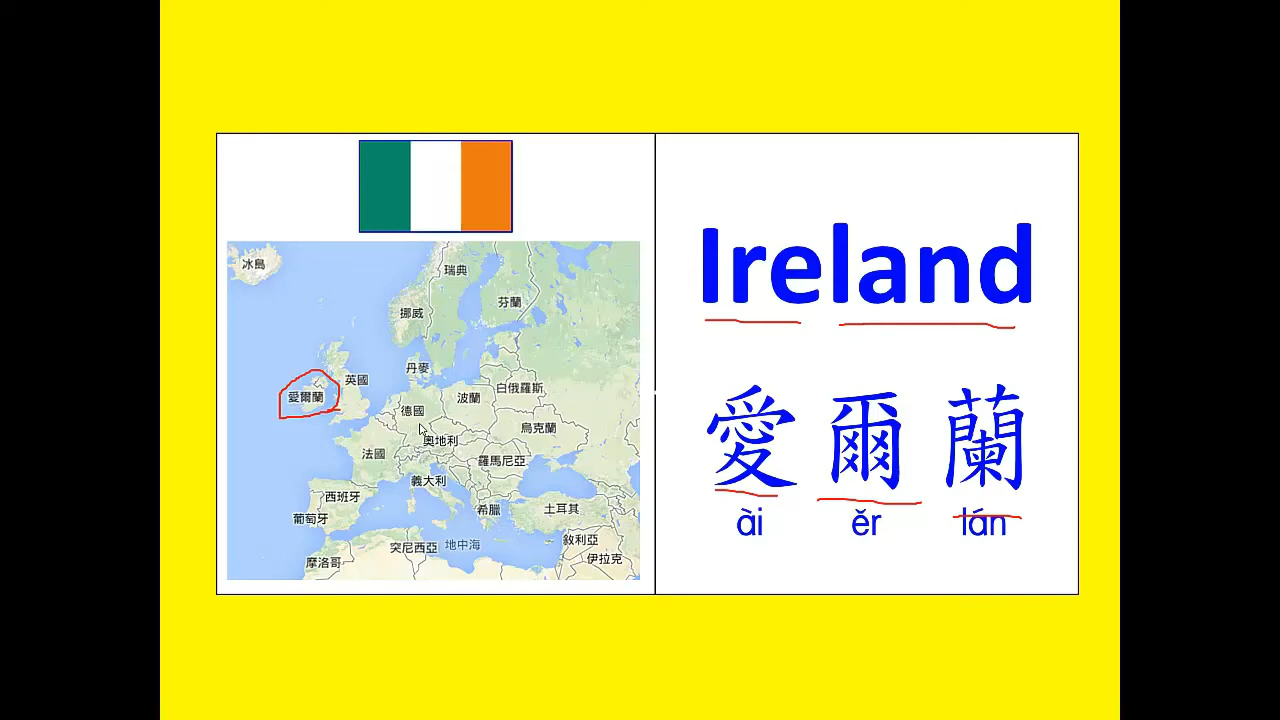 冰島
瑞典
芬蘭
挪威
丹麥
英國
白俄羅斯
愛爾蘭
波蘭
德國
烏克蘭
奧地利
法國
羅馬尼亞
義大利
西班牙
希臘
土耳其
葡萄牙
突尼西亞
地中海
敘利亞
摩洛哥
伊拉克
Ireland
愛爾蘭
ài ěr lán